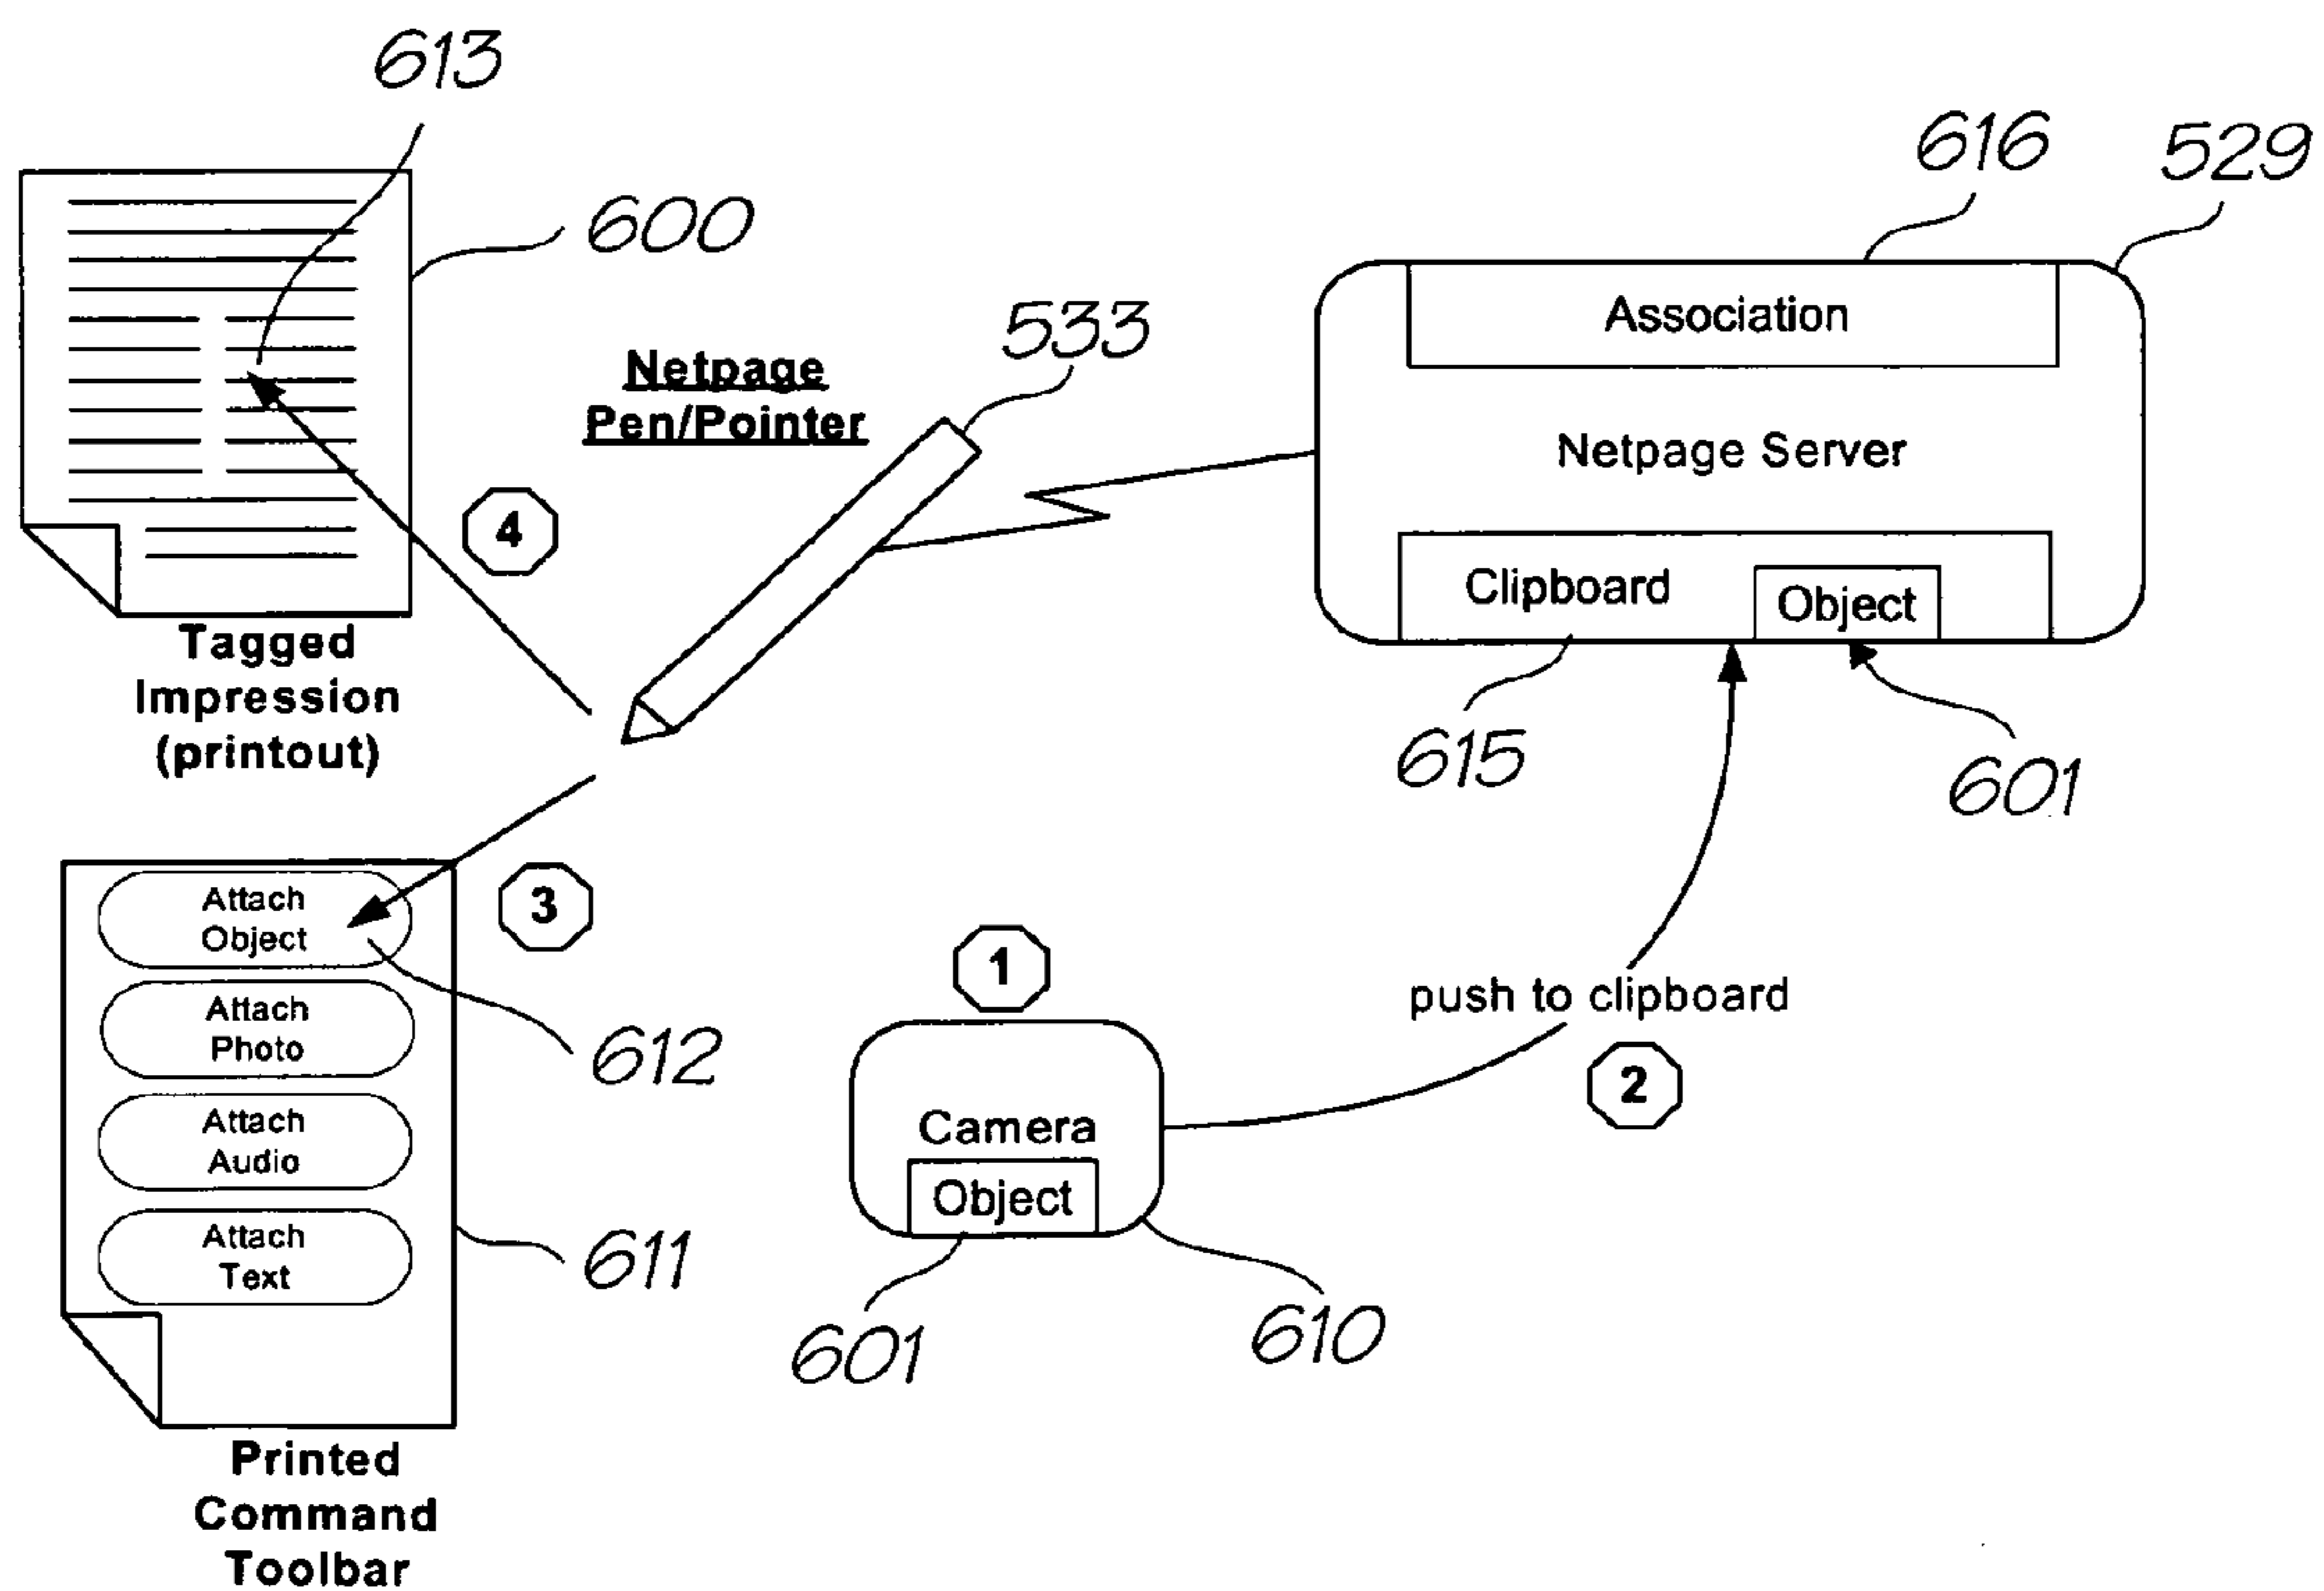 613
616
529
600
533
Association
Netpage
Pen/Pointer
Netpage Server
4
Clipboard
Object
Tagged
Impression
(printout)
615
601
Attach
Object
3
1
push to clipboard
Attach
Photo
612
2
Attach
Audio
Camera
Object
Attach
Text
611
601
610
Printed
Command
Toolbar